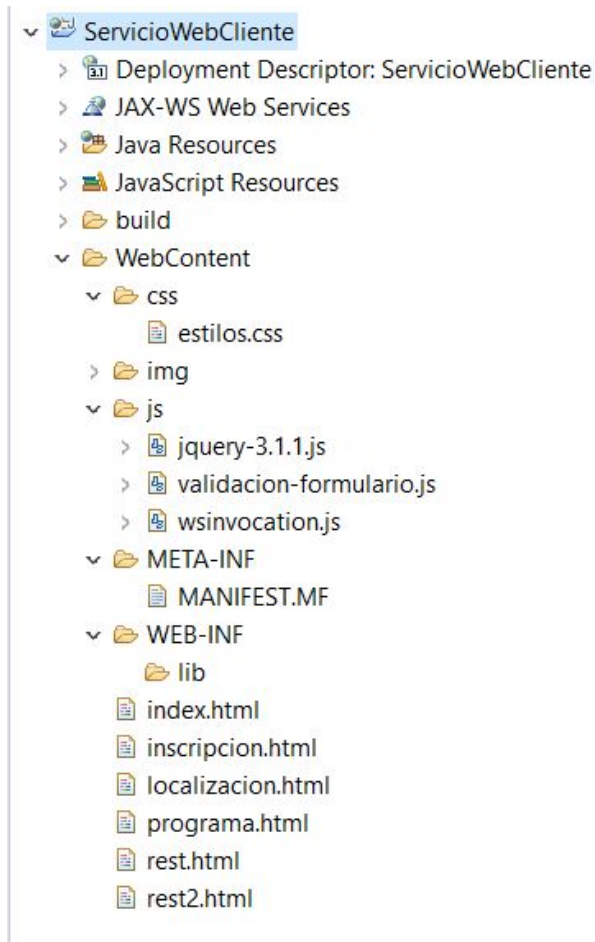 ServicioWebCliente
3.1 Deployment Descriptor: ServicioWebCliente
JAX-WS Web Services
Java Resources
JavaScript Resources
build
WebContent
css
estilos.css
img
js
jquery-3.1.1.js
validacion-formulario.js
wsinvocation.js
META-INF
MANIFEST.MF
WEB-INF
lib
index.html
inscripcion.html
localizacion.html
programa.html
rest.html
rest2.html